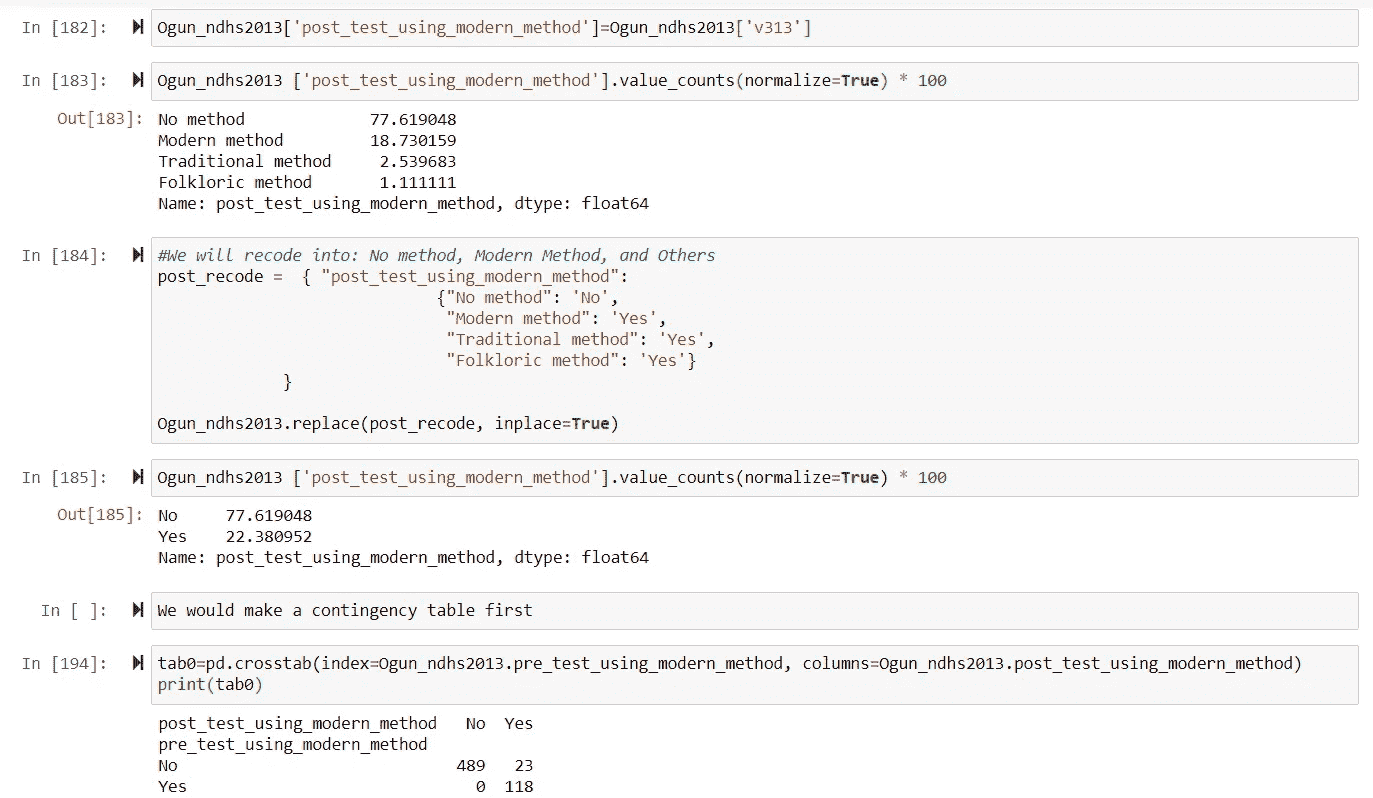 In [182]: Ogun_ndhs2013['post_test_using_modern_method']=Ogun_ndhs2013['v313']
In [183]: Ogun_ndhs2013 ['post_test_using_modern_method'].value_counts(normalize=True) * 100
Out[183]: No method 77.619048
Modern method 18.730159
Traditional method 2.539683
Folkloric method 1.111111
Name: post_test_using_modern_method, dtype: float64
In [184]: #We will recode into: No method, Modern Method, and Others
post_recode = { "post_test_using_modern_method":
{"No method": 'No',
"Modern method": 'Yes',
"Traditional method": 'Yes',
"Folkloric method": 'Yes'}
}
Ogun_ndhs2013.replace(post_recode, inplace=True)
In [185]: Ogun_ndhs2013 ['post_test_using_modern_method'].value_counts(normalize=True) * 100
Out[185]: No 77.619048
Yes 22.380952
Name: post_test_using_modern_method, dtype: float64
In [ ]: We would make a contingency table first
In [194]: tab0=pd.crosstab(index=Ogun_ndhs2013.pre_test_using_modern_method, columns=Ogun_ndhs2013.post_test_using_modern_method)
print(tab0)
post_test_using_modern_method No Yes
pre_test_using_modern_method
No 489 23
Yes 0 118